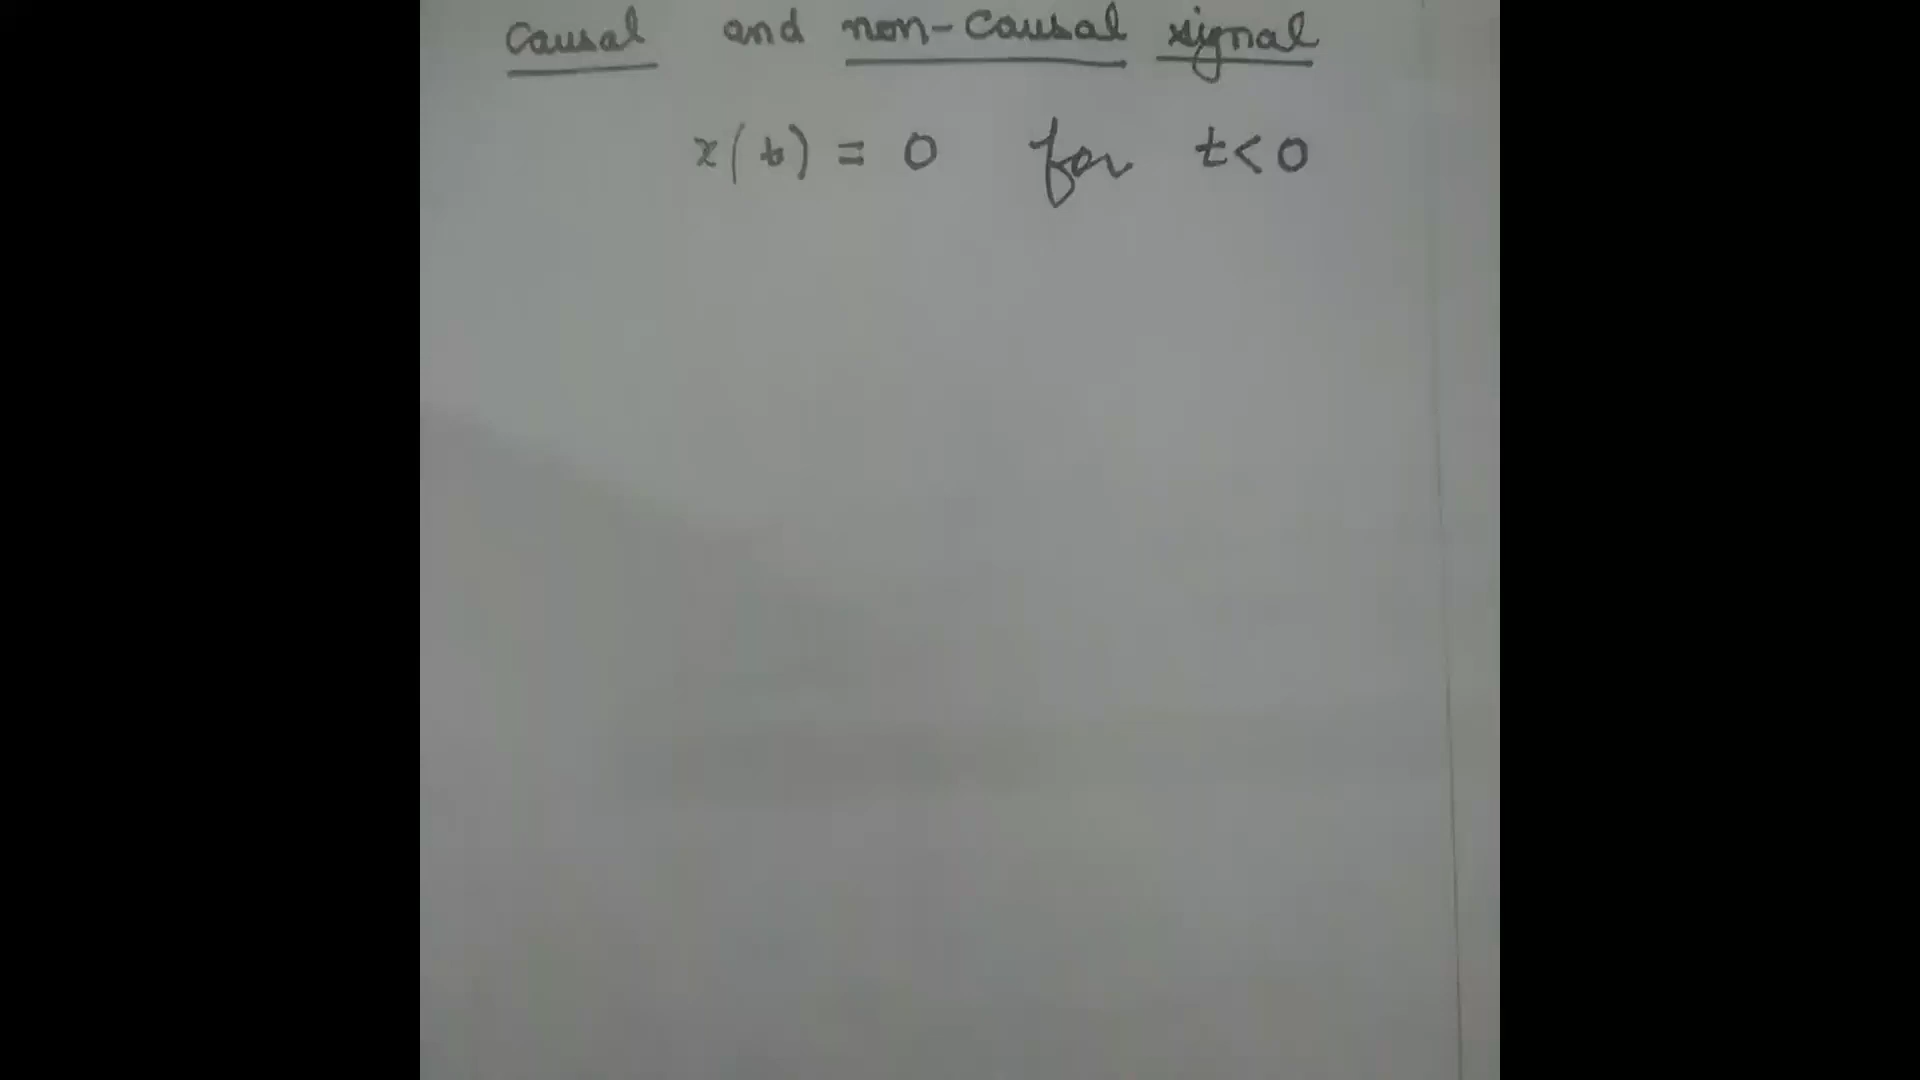 causal and non-causal signal
x(t) = 0 for t<0